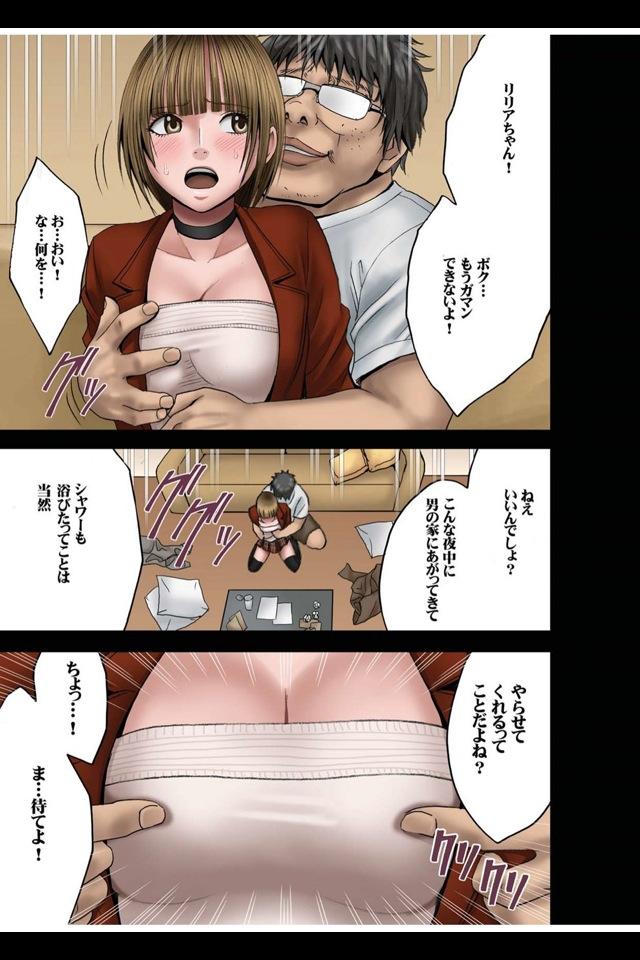 リリアちゃん！
ボク…
もうガマン
できないよ！
お…おい！
な…何を…！
グッ
ねえ
いいんでしょ？
こんな夜中に
男の家にあがってきて
グッ
グッ
シャワーも
浴びたってことは
当然
やらせて
くれるって
ことだよね？
クリ
クリ
ちょっ…！
ま…待てよ！